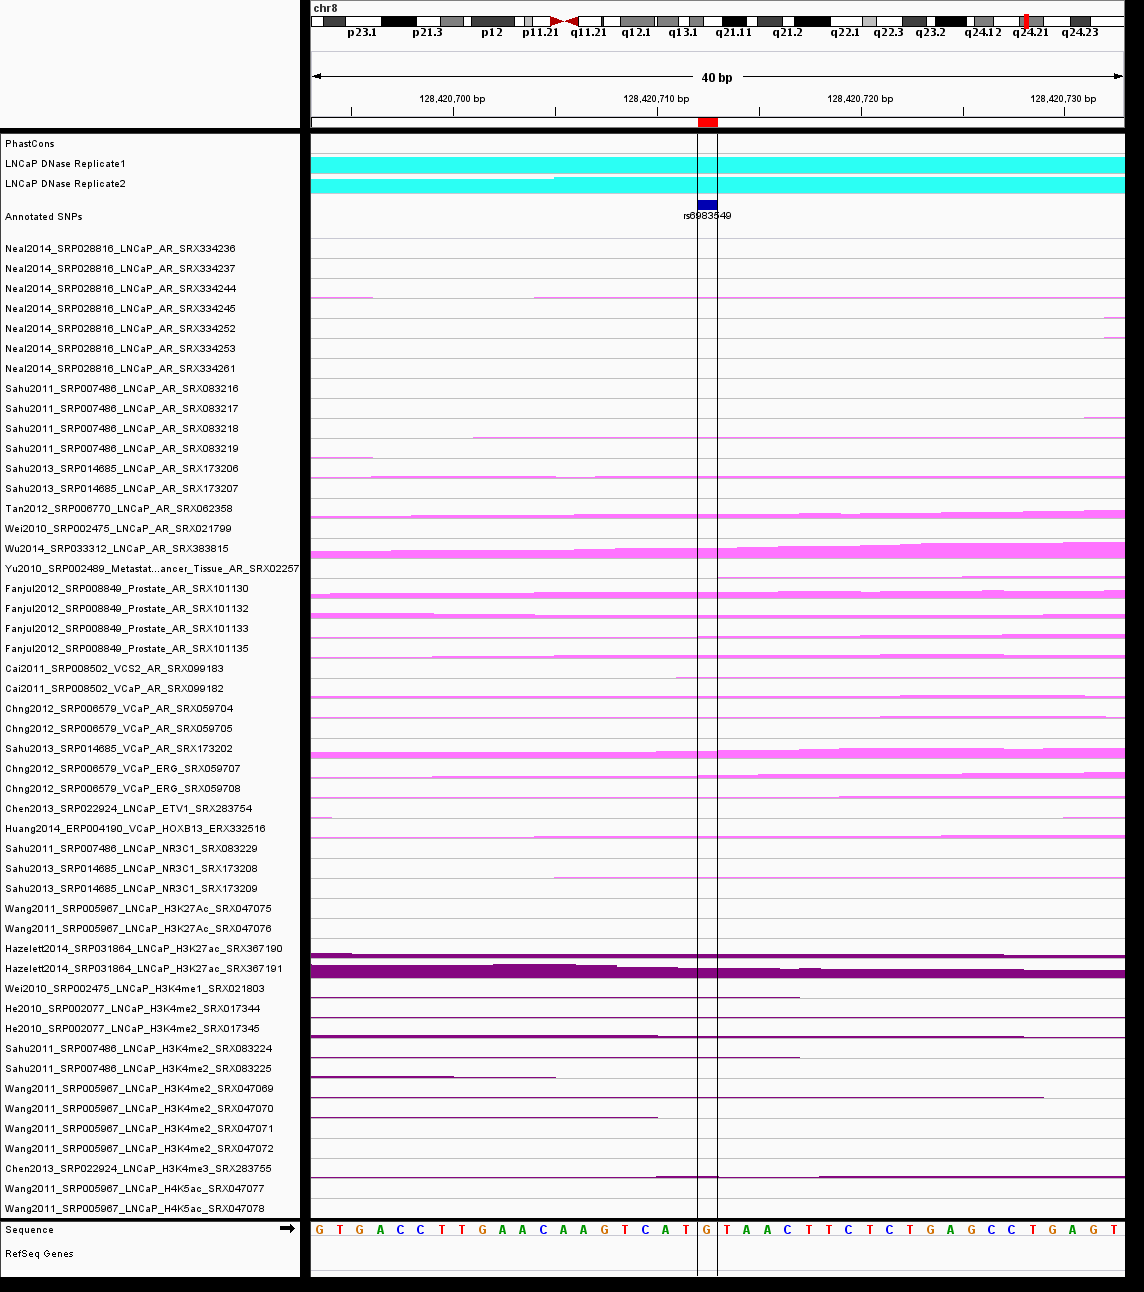 chr8
p23.1 p21.3 p12 p11.21 q11.21 q12.1 q13.1 q21.11 q21.2 q22.1 q22.3 q23.2 q24.12 q24.21 q24.23
40 bp
128,420,700 bp 128,420,710 bp 128,420,720 bp 128,420,730 bp
PhastCons
LNCaP DNase Replicate1
LNCaP DNase Replicate2
Annotated SNPs rs6983549
Neal2014_SRP028816_LNCaP_AR_SRX334236
Neal2014_SRP028816_LNCaP_AR_SRX334237
Neal2014_SRP028816_LNCaP_AR_SRX334244
Neal2014_SRP028816_LNCaP_AR_SRX334245
Neal2014_SRP028816_LNCaP_AR_SRX334252
Neal2014_SRP028816_LNCaP_AR_SRX334253
Neal2014_SRP028816_LNCaP_AR_SRX334261
Sahu2011_SRP007486_LNCaP_AR_SRX083216
Sahu2011_SRP007486_LNCaP_AR_SRX083217
Sahu2011_SRP007486_LNCaP_AR_SRX083218
Sahu2011_SRP007486_LNCaP_AR_SRX083219
Sahu2013_SRP014685_LNCaP_AR_SRX173206
Sahu2013_SRP014685_LNCaP_AR_SRX173207
Tan2012_SRP006770_LNCaP_AR_SRX062358
Wei2010_SRP002475_LNCaP_AR_SRX021799
Wu2014_SRP033312_LNCaP_AR_SRX383815
Yu2010_SRP002489_Metastat...ancer_Tissue_AR_SRX02257
Fanjul2012_SRP008849_Prostate_AR_SRX101130
Fanjul2012_SRP008849_Prostate_AR_SRX101132
Fanjul2012_SRP008849_Prostate_AR_SRX101133
Fanjul2012_SRP008849_Prostate_AR_SRX101135
Cai2011_SRP008502_VCS2_AR_SRX099183
Cai2011_SRP008502_VCaP_AR_SRX099182
Chng2012_SRP006579_VCaP_AR_SRX059704
Chng2012_SRP006579_VCaP_AR_SRX059705
Sahu2013_SRP014685_VCaP_AR_SRX173202
Chng2012_SRP006579_VCaP_ERG_SRX059707
Chng2012_SRP006579_VCaP_ERG_SRX059708
Chen2013_SRP022924_LNCaP_ETV1_SRX283754
Huang2014_ERP004190_VCaP_HOXB13_ERX332516
Sahu2011_SRP007486_LNCaP_NR3C1_SRX083229
Sahu2013_SRP014685_LNCaP_NR3C1_SRX173208
Sahu2013_SRP014685_LNCaP_NR3C1_SRX173209
Wang2011_SRP005967_LNCaP_H3K27Ac_SRX047075
Wang2011_SRP005967_LNCaP_H3K27Ac_SRX047076
Hazelett2014_SRP031864_LNCaP_H3K27ac_SRX367190
Hazelett2014_SRP031864_LNCaP_H3K27ac_SRX367191
Wei2010_SRP002475_LNCaP_H3K4me1_SRX021803
He2010_SRP002077_LNCaP_H3K4me2_SRX017344
He2010_SRP002077_LNCaP_H3K4me2_SRX017345
Sahu2011_SRP007486_LNCaP_H3K4me2_SRX083224
Sahu2011_SRP007486_LNCaP_H3K4me2_SRX083225
Wang2011_SRP005967_LNCaP_H3K4me2_SRX047069
Wang2011_SRP005967_LNCaP_H3K4me2_SRX047070
Wang2011_SRP005967_LNCaP_H3K4me2_SRX047071
Wang2011_SRP005967_LNCaP_H3K4me2_SRX047072
Chen2013_SRP022924_LNCaP_H3K4me3_SRX283755
Wang2011_SRP005967_LNCaP_H4K5ac_SRX047077
Wang2011_SRP005967_LNCaP_H4K5ac_SRX047078
Sequence G T G A C C T T G A A C A A G T C A T G T A A C T T C T C T G A G C C T G A G T
RefSeq Genes